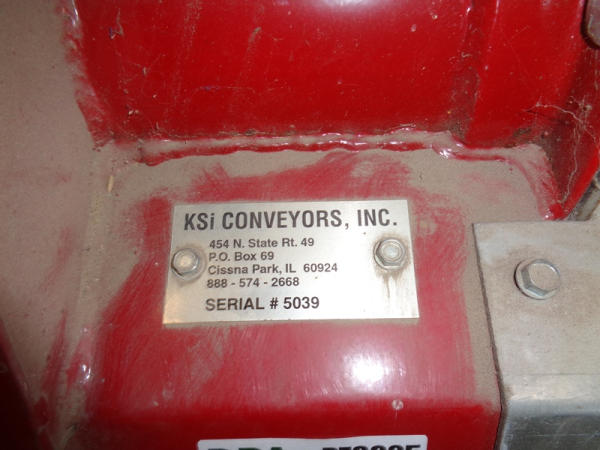 KSi CONVEYORS, INC.
454 N. State Rt. 49
P.O. Box 69
Cissna Park, IL 60924
888 - 574 - 2668
SERIAL # 5039